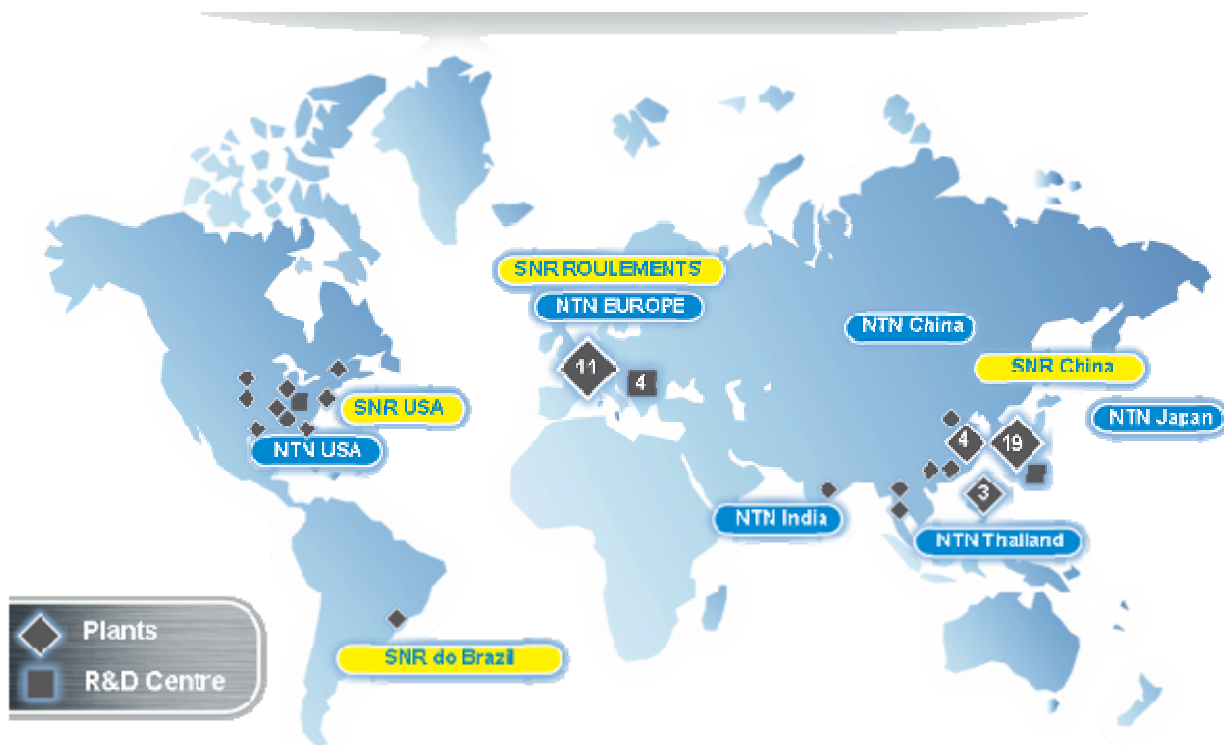 SNR ROULEMENTS
NTN EUROPE
NTN China
11
4
SNR China
SNR USA
NTN Japan
NTN USA
4
19
3
NTN India
NTN Thailand
Plants
SNR do Brazil
R&D Centre